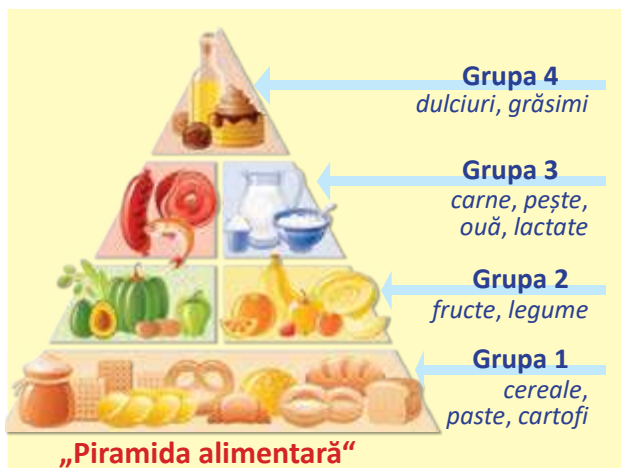 Grupa 4
dulciuri, grăsimi
Grupa 3
carne, pește,
ouă, lactate
Grupa 2
fructe, legume
Grupa 1
cereale,
paste, cartofi
„Piramida alimentară“